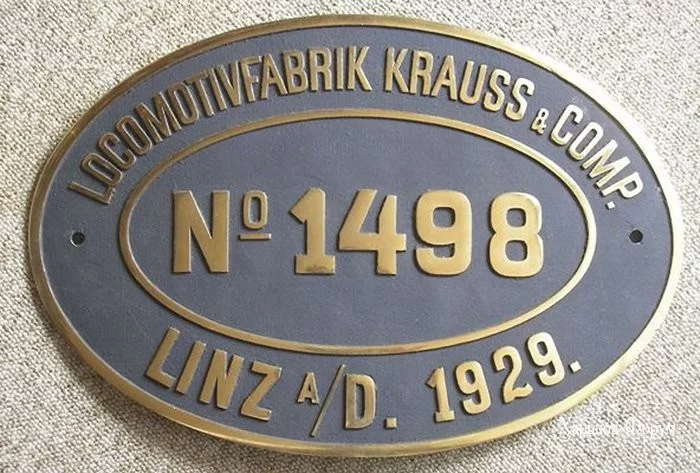 LOCOMOTIVFABRIK KRAUSS & COMP.
Nº 1498
LINZ A/D. 1929.